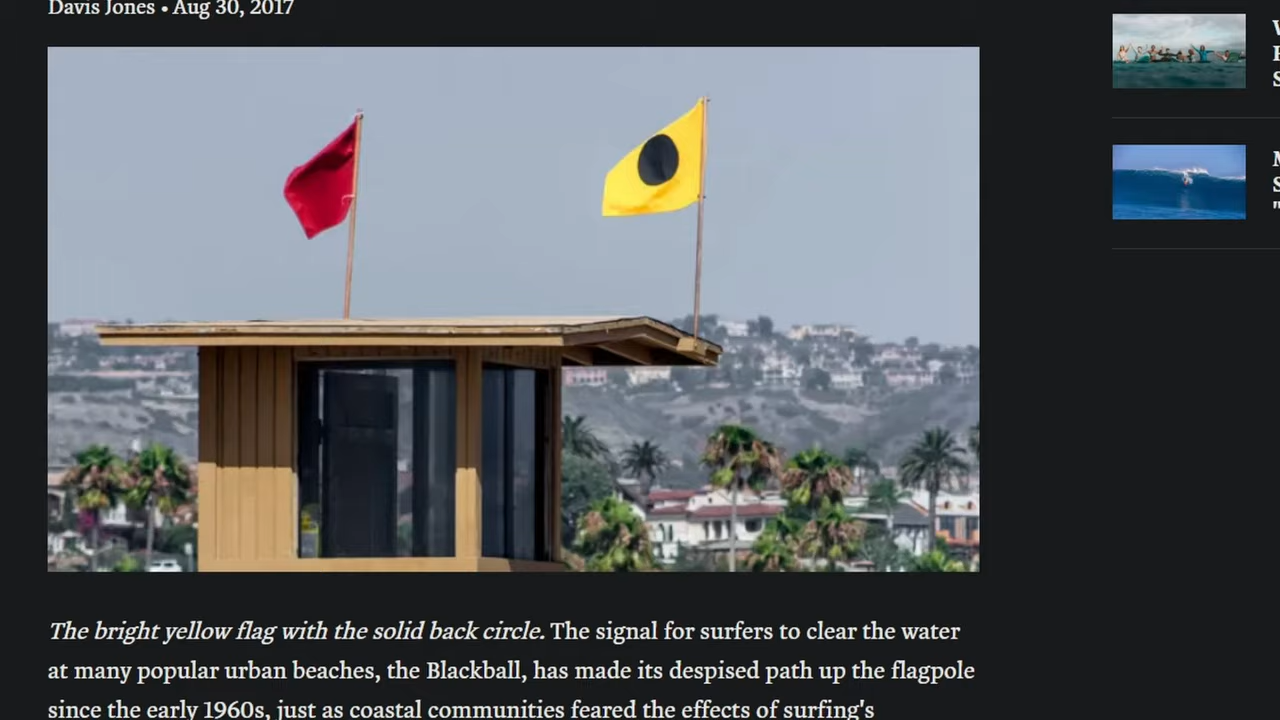 Davis Jones • Aug 30, 2017
The bright yellow flag with the solid back circle. The signal for surfers to clear the water
at many popular urban beaches, the Blackball, has made its despised path up the flagpole
since the early 1960s, just as coastal communities feared the effects of surfing's